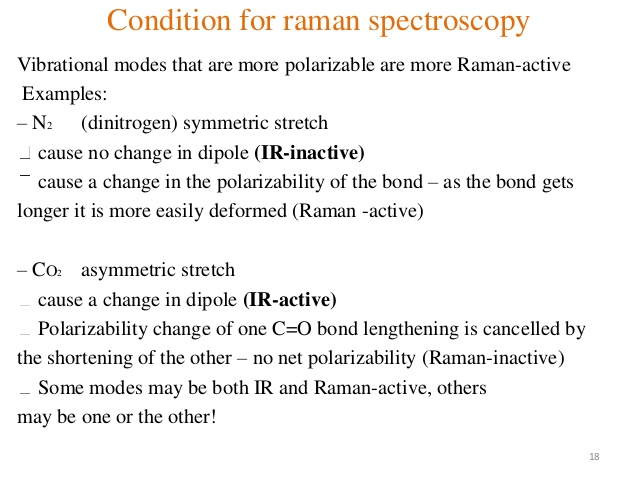 Condition for raman spectroscopy
Vibrational modes that are more polarizable are more Raman-active
Examples:
– N2 (dinitrogen) symmetric stretch
cause no change in dipole (IR-inactive)
cause a change in the polarizability of the bond – as the bond gets
longer it is more easily deformed (Raman -active)
– CO2 asymmetric stretch
cause a change in dipole (IR-active)
Polarizability change of one C=O bond lengthening is cancelled by
the shortening of the other – no net polarizability (Raman-inactive)
Some modes may be both IR and Raman-active, others
may be one or the other!
18